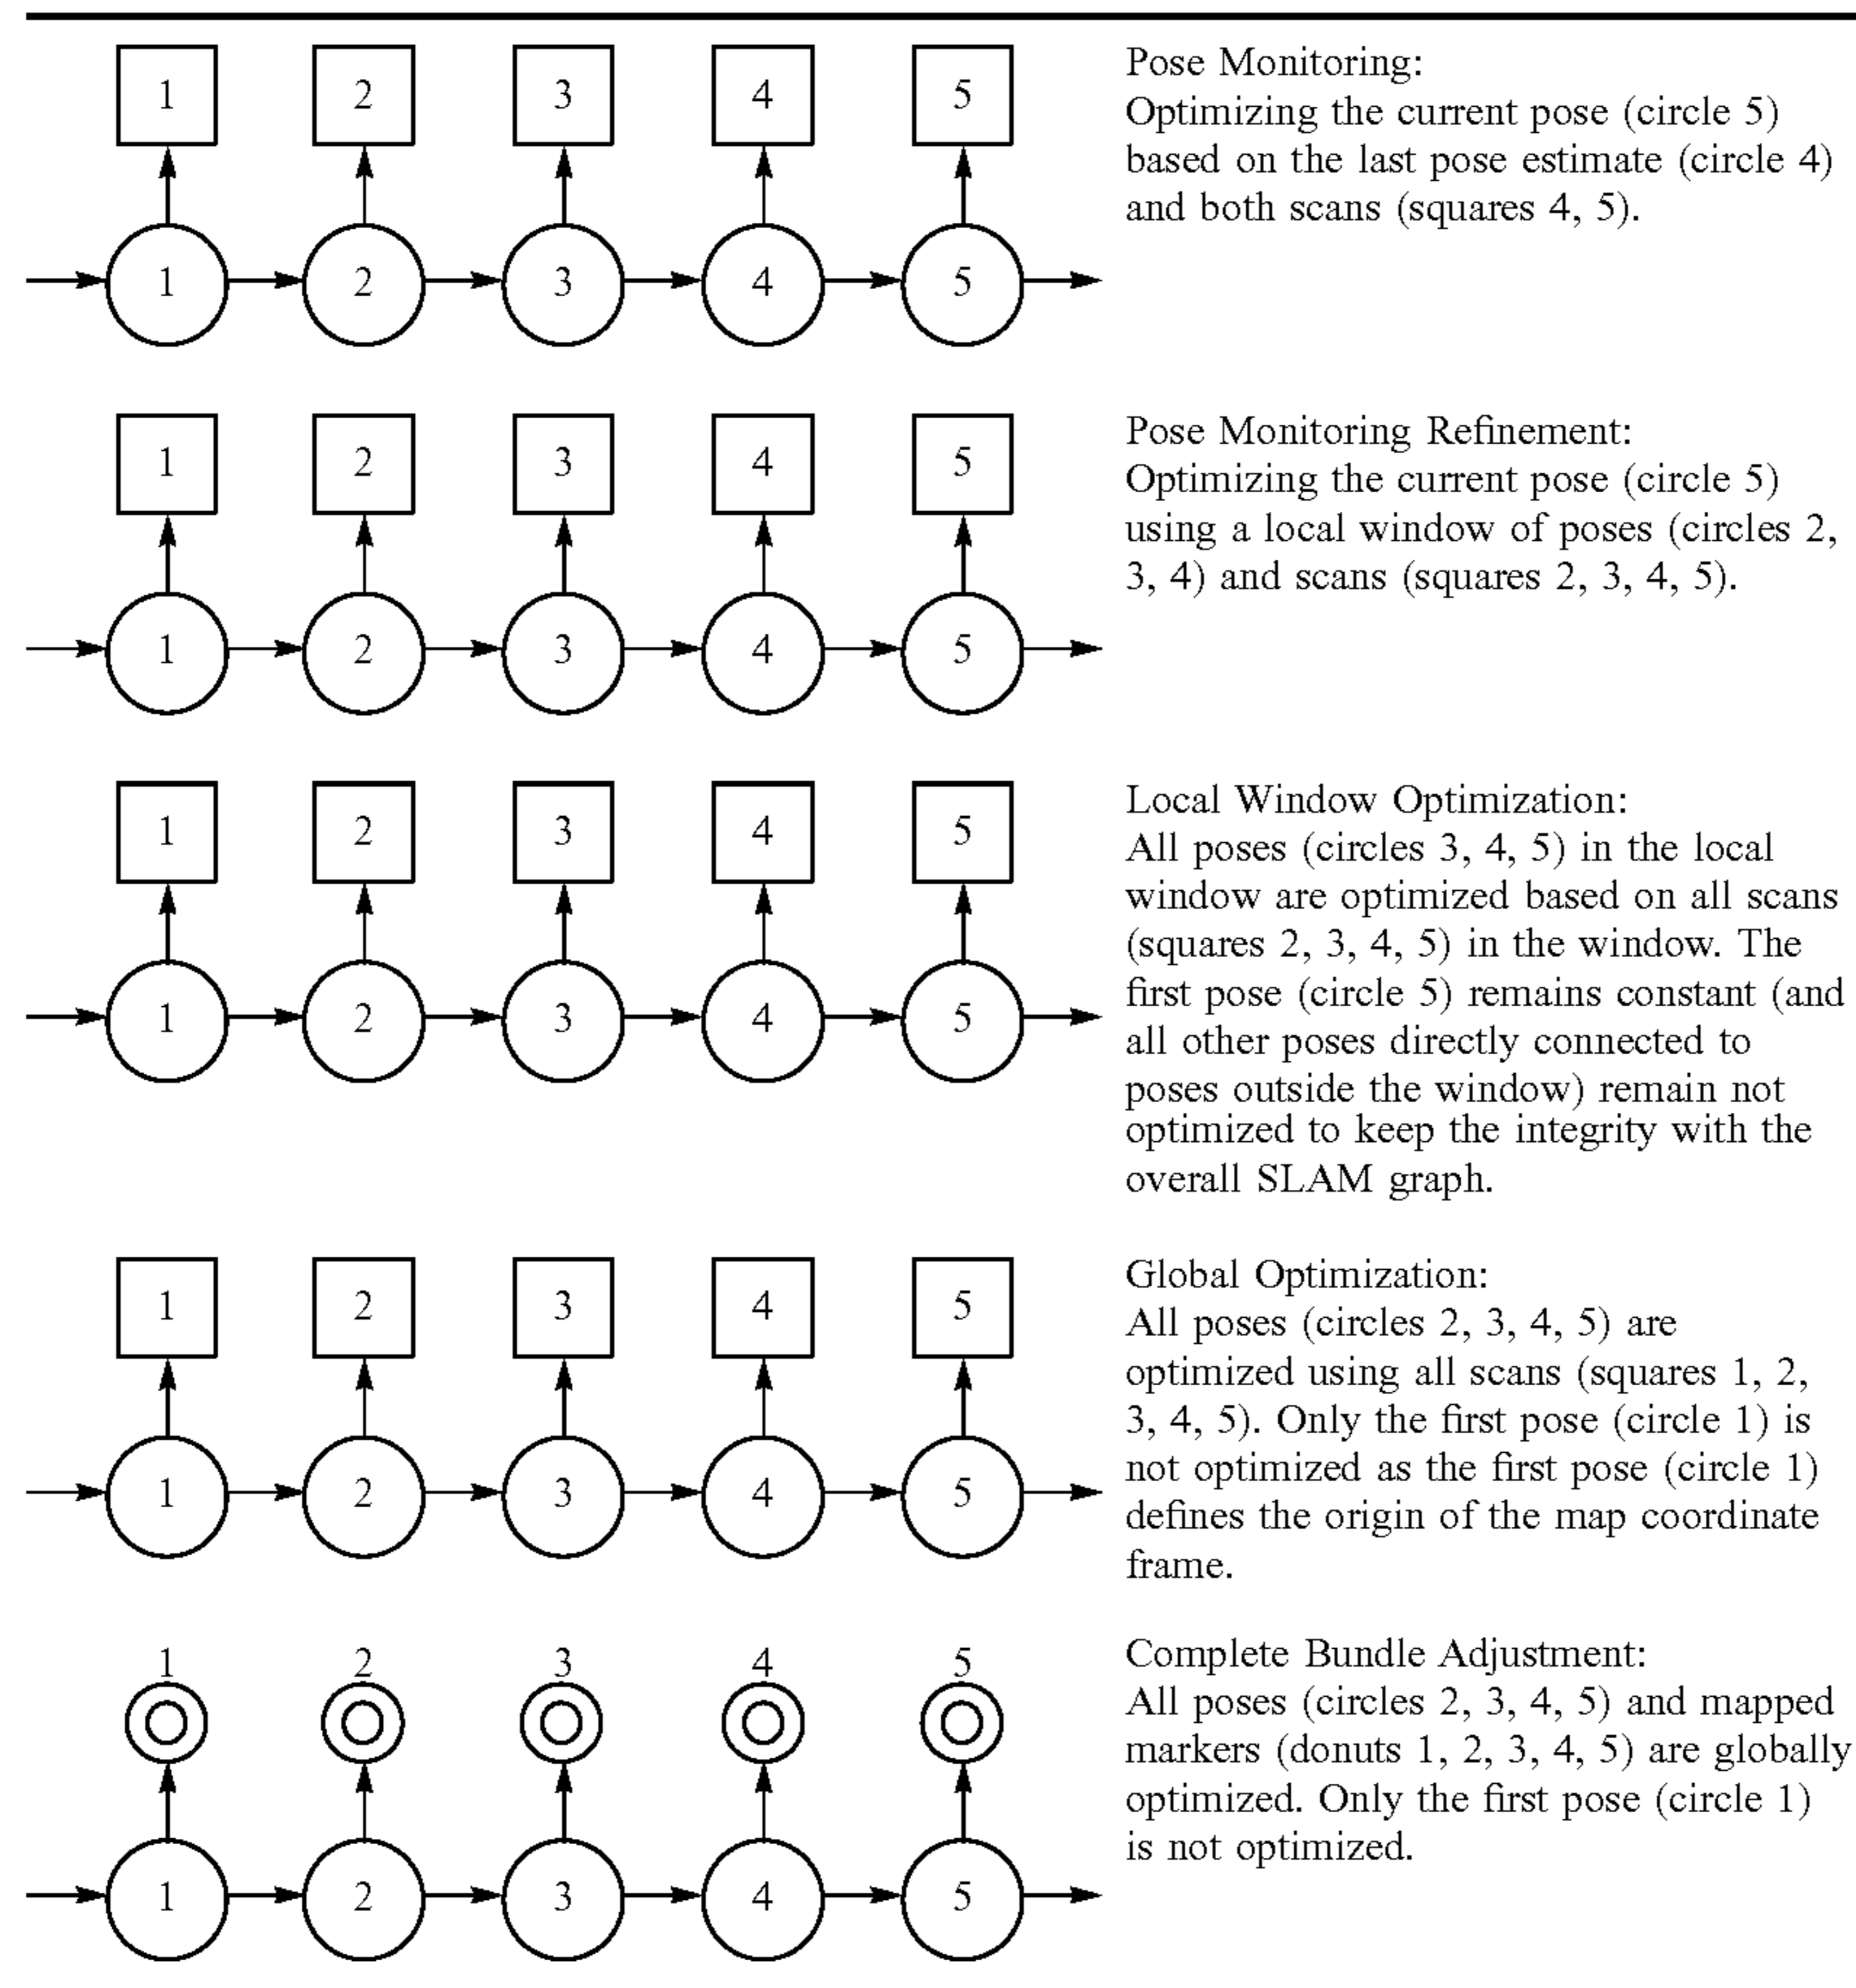 1 2 3 4 5
Pose Monitoring:
Optimizing the current pose (circle 5)
based on the last pose estimate (circle 4)
and both scans (squares 4, 5).
1 2 3 4 5
1 2 3 4 5
Pose Monitoring Refinement:
Optimizing the current pose (circle 5)
using a local window of poses (circles 2,
3, 4) and scans (squares 2, 3, 4, 5).
1 2 3 4 5
1 2 3 4 5
Local Window Optimization:
All poses (circles 3, 4, 5) in the local
window are optimized based on all scans
(squares 2, 3, 4, 5) in the window. The
first pose (circle 5) remains constant (and
all other poses directly connected to
poses outside the window) remain not
optimized to keep the integrity with the
overall SLAM graph.
1 2 3 4 5
1 2 3 4 5
Global Optimization:
All poses (circles 2, 3, 4, 5) are
optimized using all scans (squares 1, 2,
3, 4, 5). Only the first pose (circle 1) is
not optimized as the first pose (circle 1)
defines the origin of the map coordinate
frame.
1 2 3 4 5
1 2 3 4 5
Complete Bundle Adjustment:
All poses (circles 2, 3, 4, 5) and mapped
markers (donuts 1, 2, 3, 4, 5) are globally
optimized. Only the first pose (circle 1)
is not optimized.
1 2 3 4 5